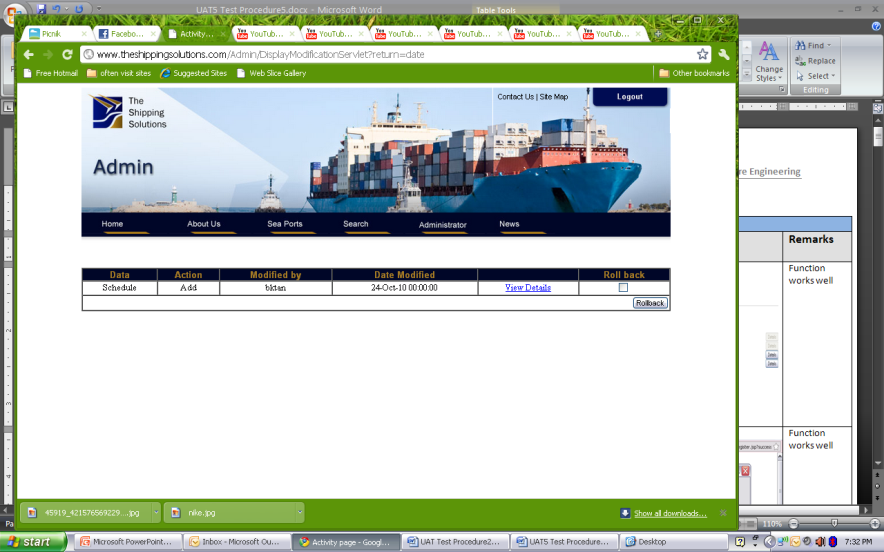 UATS Test Procedure5.docx - Microsoft Word
Table Tools
Picnik
Facebo...
Activity...
YouTub...
YouTub...
YouTub...
YouTub...
YouTub...
YouTub...
www.theshippingsolutions.com/Admin/DisplayModificationServlet?return=date
Free Hotmail
often visit sites
Suggested Sites
Web Slice Gallery
Other bookmarks
Change Styles
Find
Replace
Select
Editing
The
Shipping
Solutions
Contact Us | Site Map
Logout
Admin
Home About Us Sea Ports Search Administrator News
Data Action Modified by Date Modified Roll back
Schedule Add bktan 24-Oct-10 00:00:00 View Details
Rollback
re Engineering
Remarks
Function
works well
Function
works well
45919_421576569229....jpg
nike.jpg
Show all downloads...
Pa
110%
start
Microsoft PowerPoint...
Inbox - Microsoft Ou...
Activity page - Googl...
UAT Test Procedure2...
UATS Test Procedure...
Desktop
7:32 PM